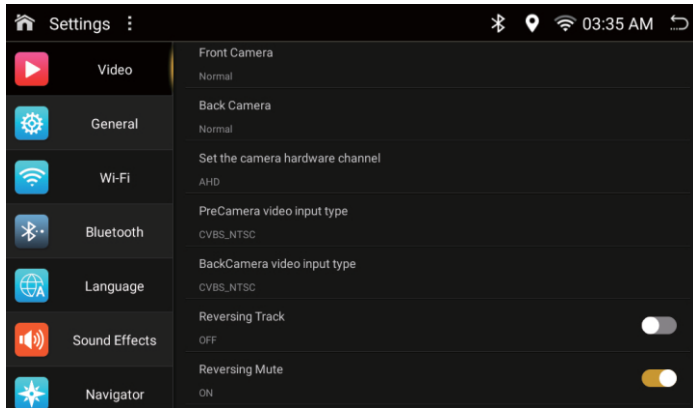 Settings
03:35 AM
Video
General
Wi-Fi
Bluetooth
Language
Sound Effects
Navigator
Front Camera
Normal
Back Camera
Normal
Set the camera hardware channel
AHD
PreCamera video input type
CVBS_NTSC
BackCamera video input type
CVBS_NTSC
Reversing Track
OFF
Reversing Mute
ON